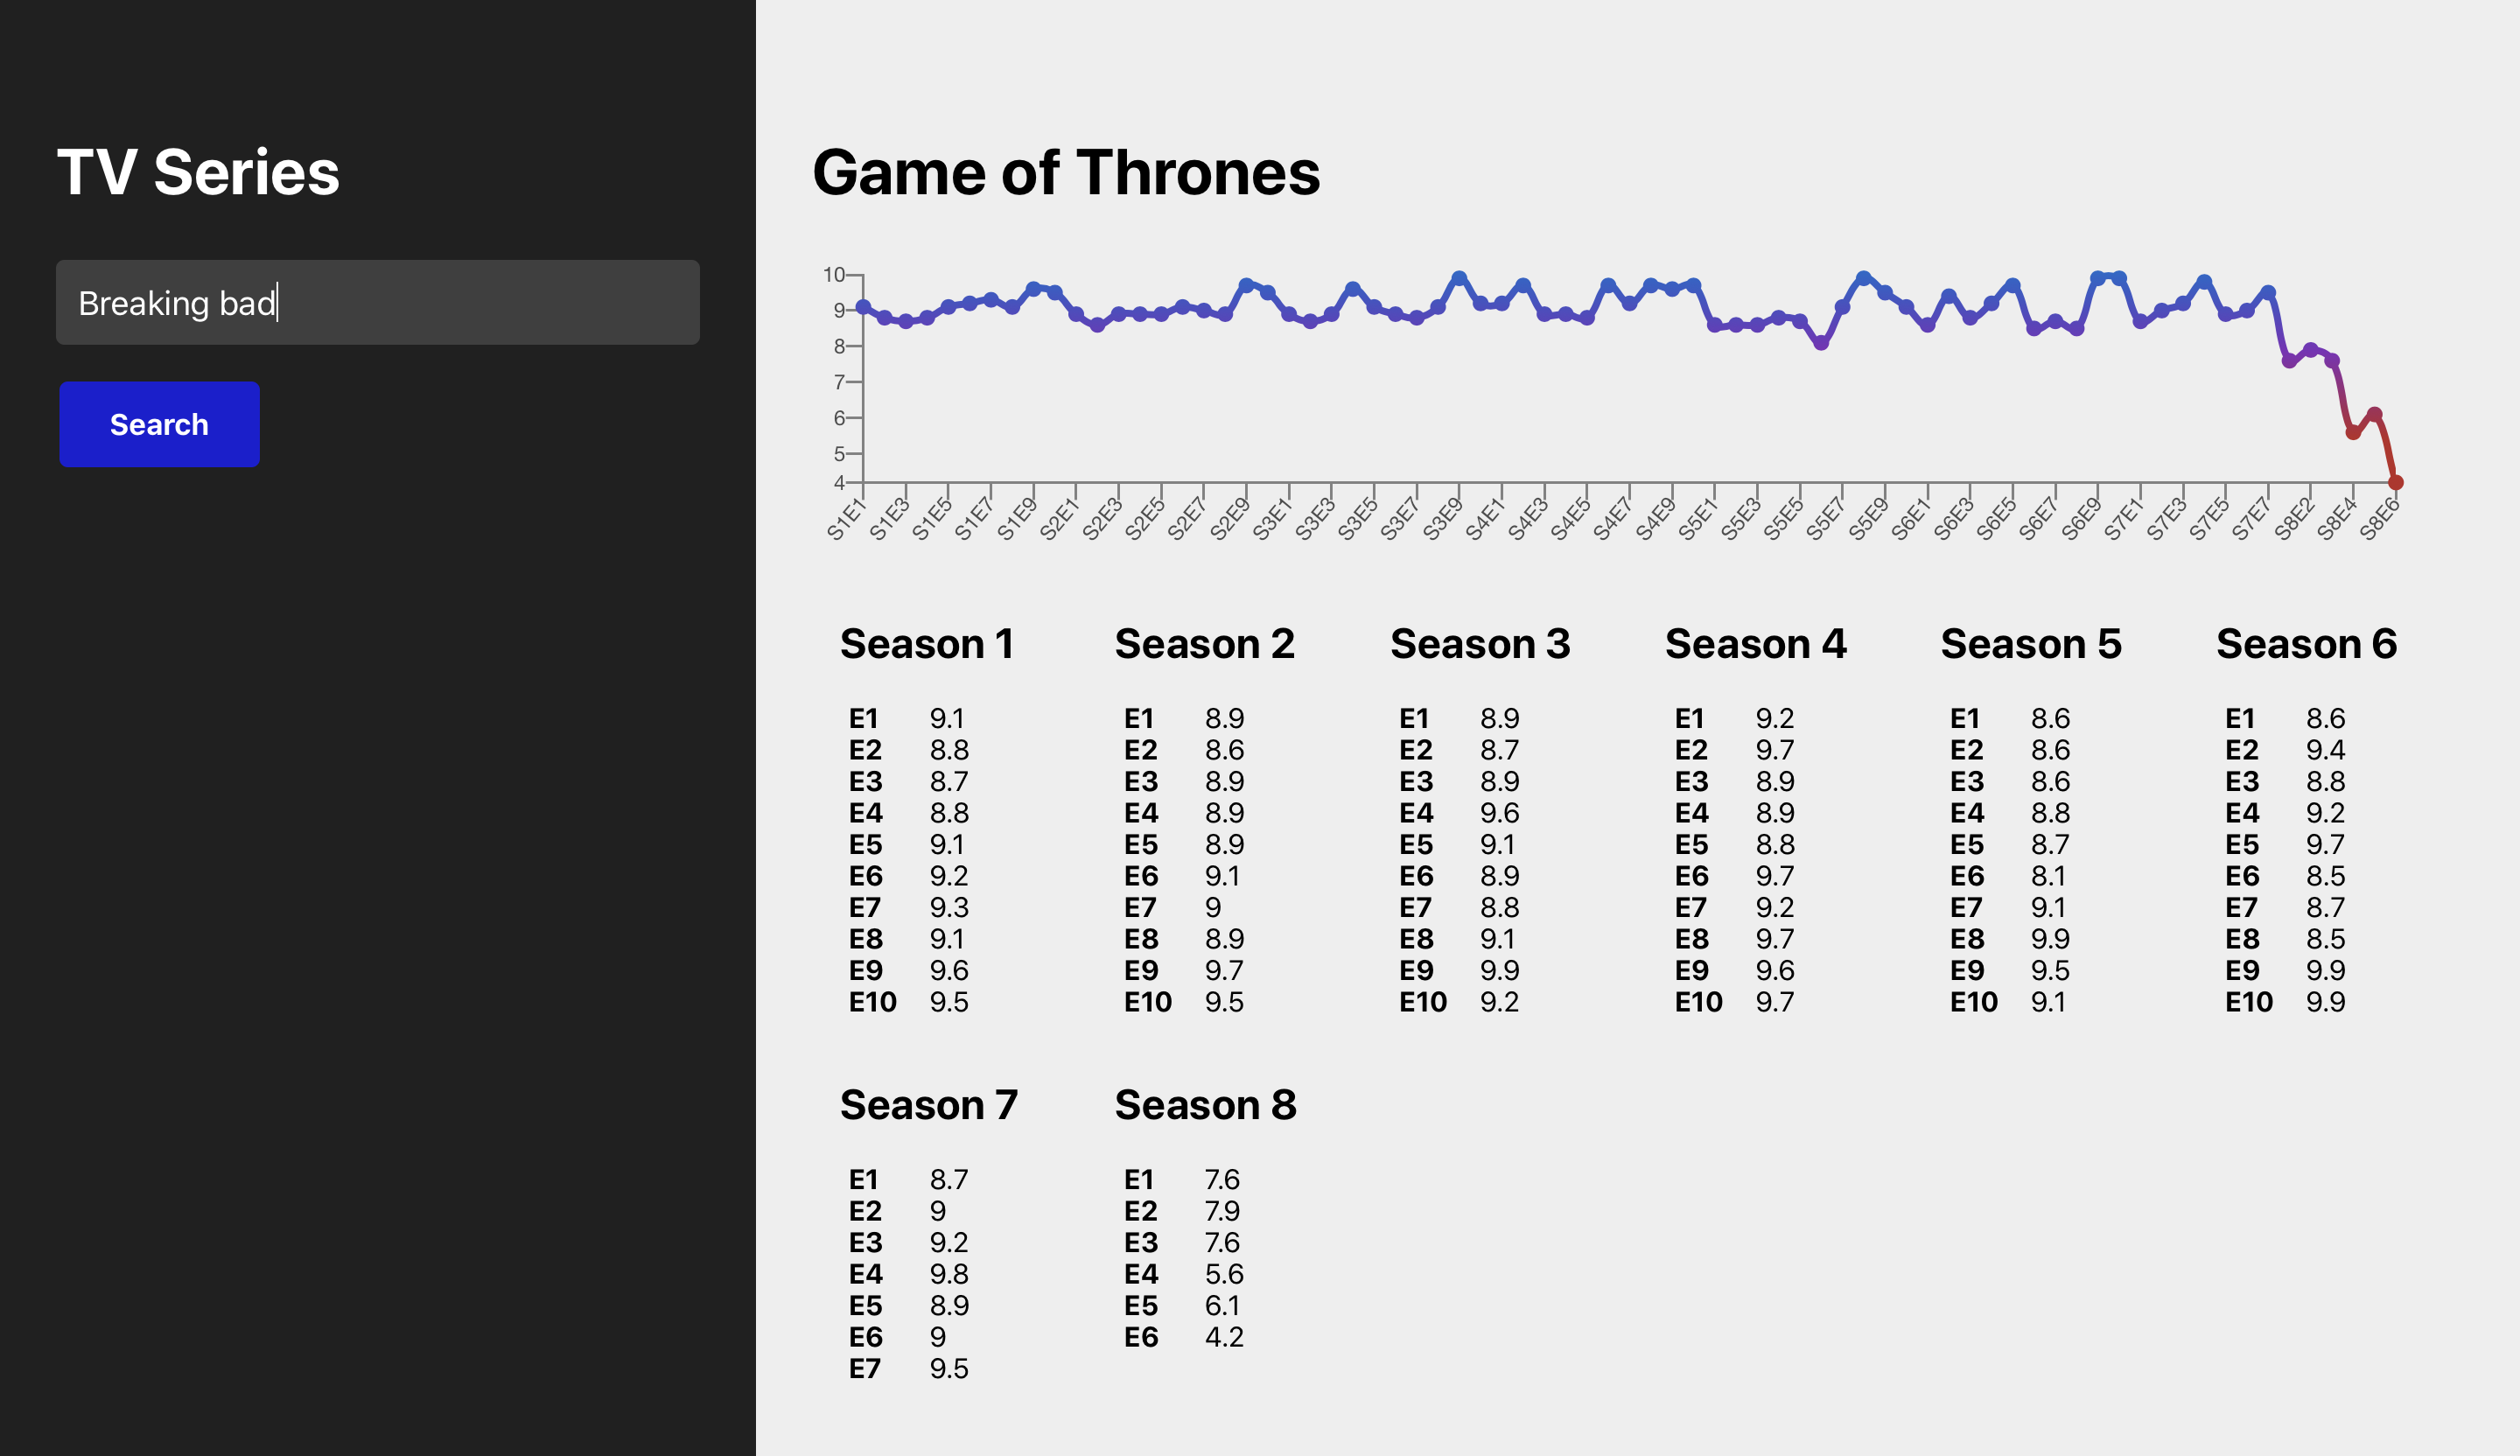 TV Series
Breaking bad
Search
Game of Thrones
10
9
8
7
6
5
4
S1E1 S1E3 S1E5 S1E7 S1E9 S2E1 S2E3 S2E5 S2E7 S2E9 S3E1 S3E3 S3E5 S3E7 S3E9 S4E1 S4E3 S4E5 S4E7 S4E9 S5E1 S5E3 S5E5 S5E7 S5E9 S6E1 S6E3 S6E5 S6E7 S6E9 S7E1 S7E3 S7E5 S7E7 S8E2 S8E4 S8E6
Season 1
E1 9.1
E2 8.8
E3 8.7
E4 8.8
E5 9.1
E6 9.2
E7 9.3
E8 9.1
E9 9.6
E10 9.5
Season 2
E1 8.9
E2 8.6
E3 8.9
E4 8.9
E5 8.9
E6 9.1
E7 9
E8 8.9
E9 9.7
E10 9.5
Season 3
E1 8.9
E2 8.7
E3 8.9
E4 9.6
E5 9.1
E6 8.9
E7 8.8
E8 9.1
E9 9.9
E10 9.2
Season 4
E1 9.2
E2 9.7
E3 8.9
E4 8.9
E5 8.8
E6 9.7
E7 9.2
E8 9.7
E9 9.6
E10 9.7
Season 5
E1 8.6
E2 8.6
E3 8.6
E4 8.8
E5 8.7
E6 8.1
E7 9.1
E8 9.9
E9 9.5
E10 9.1
Season 6
E1 8.6
E2 9.4
E3 8.8
E4 9.2
E5 9.7
E6 8.5
E7 8.7
E8 8.5
E9 9.9
E10 9.9
Season 7
E1 8.7
E2 9
E3 9.2
E4 9.8
E5 8.9
E6 9
E7 9.5
Season 8
E1 7.6
E2 7.9
E3 7.6
E4 5.6
E5 6.1
E6 4.2